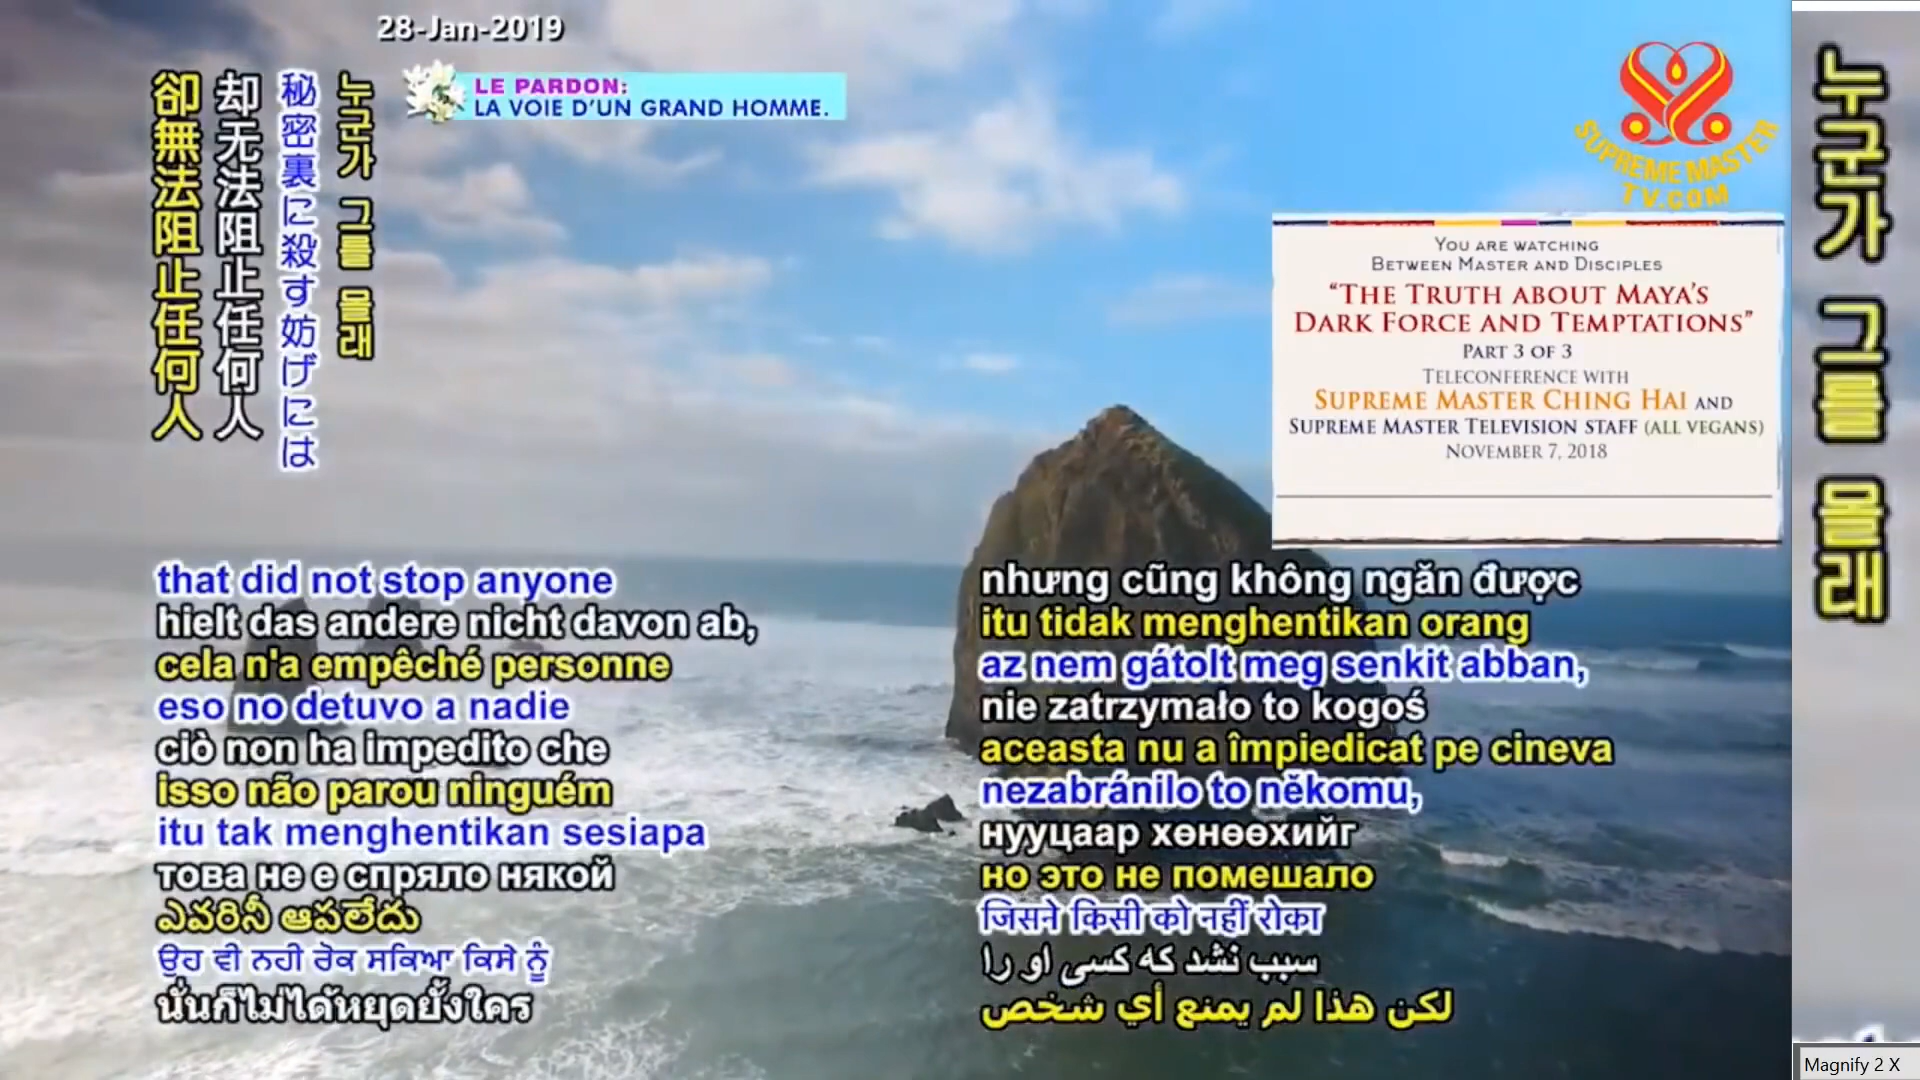 28-Jan-2019
LE PARDON:
LA VOIE D'UN GRAND HOMME.
SUPREME MASTER
TV.COM
卻無法阻止任何人
却无法阻止任何人
秘密裏に殺す妨げには
누군가 그를 몰래
YOU ARE WATCHING
BETWEEN MASTER AND DISCIPLES
“THE TRUTH ABOUT MAYA’S
DARK FORCE AND TEMPTATIONS”
PART 3 OF 3
TELECONFERENCE WITH
SUPREME MASTER CHING HAI AND
SUPREME MASTER TELEVISION STAFF (ALL VEGANS)
NOVEMBER 7, 2018
that did not stop anyone
hielt das andere nicht davon ab,
cela n'a empêché personne
eso no detuvo a nadie
ciò non ha impedito che
isso não parou ninguém
itu tak menghentikan sesiapa
това не е спряло някой
ఎవరినీ ఆపలేదు
ਉਹ ਵੀ ਨਹੀ ਰੋਕ ਸਕਿਆ ਕਿਸੇ ਨੂੰ
นั่นก็ไม่ได้หยุดยั้งใคร
nhưng cũng không ngăn được
itu tidak menghentikan orang
az nem gátolt meg senkit abban,
nie zatrzymało to kogoś
aceasta nu a împiedicat pe cineva
nezabránilo to někomu,
нууцаар хөнөөхийг
но это не помешало
जिसने किसी को नहीं रोका
سبب نشد که کسی او را
لكن هذا لم يمنع أي شخص
누군가 그를 몰래
Magnify 2 X